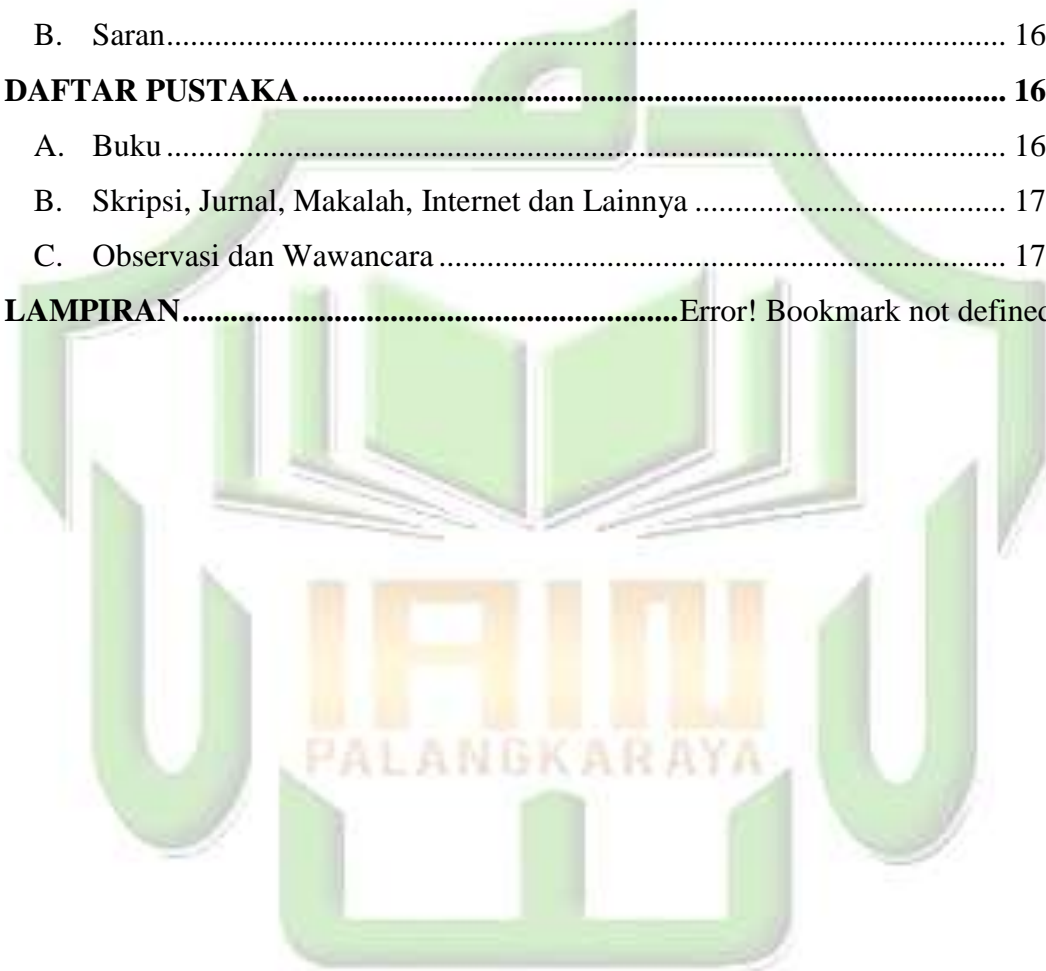 B. Saran........................................................................................................ 16
DAFTAR PUSTAKA....................................................................................... 16
A. Buku......................................................................................................... 16
B. Skripsi, Jurnal, Makalah, Internet dan Lainnya....................................... 17
C. Observasi dan Wawancara....................................................................... 17
LAMPIRAN..............................................................Error! Bookmark not defined
IAIN
PALANGKARAYA